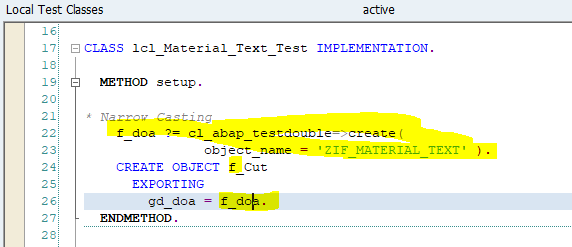 Local Test Classes active
16
17 CLASS lcl_Material_Text_Test IMPLEMENTATION.
18
19 METHOD setup.
20
21 * Narrow Casting
22 f_doa ?= cl_abap_testdouble=>create(
23 object_name = 'ZIF_MATERIAL_TEXT' ).
24 CREATE OBJECT f_Cut
25 EXPORTING
26 gd_doa = f_doa.
27 ENDMETHOD.
28